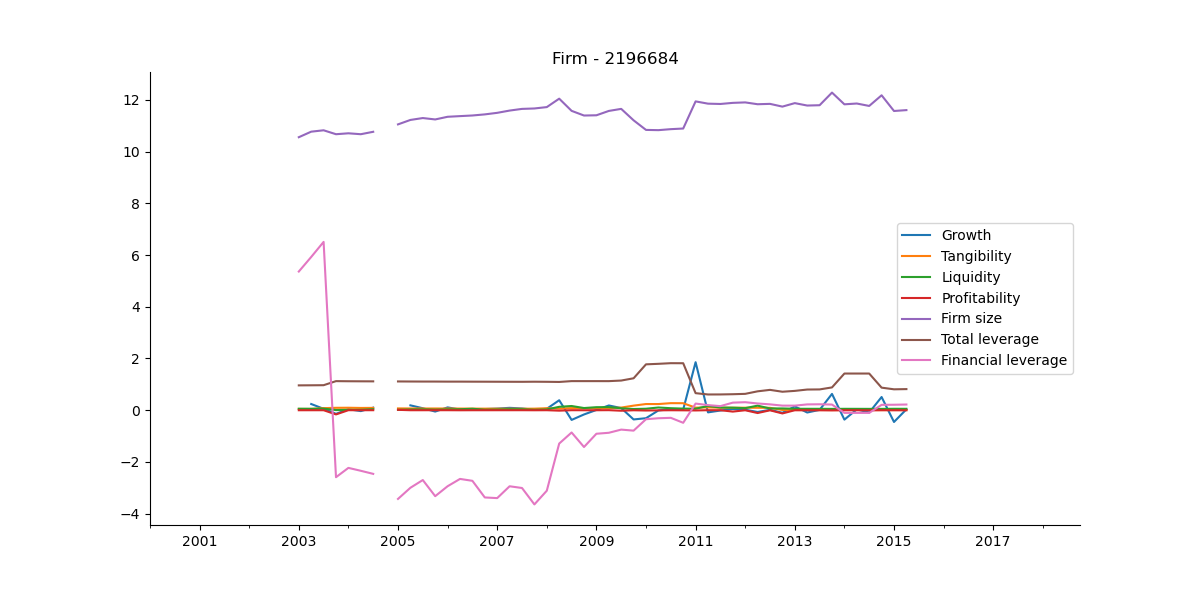 Firm - 2196684
12
10
8
6
4
2
0
−2
−4
2001
2003
2005
2007
2009
2011
2013
2015
2017
Growth
Tangibility
Liquidity
Profitability
Firm size
Total leverage
Financial leverage